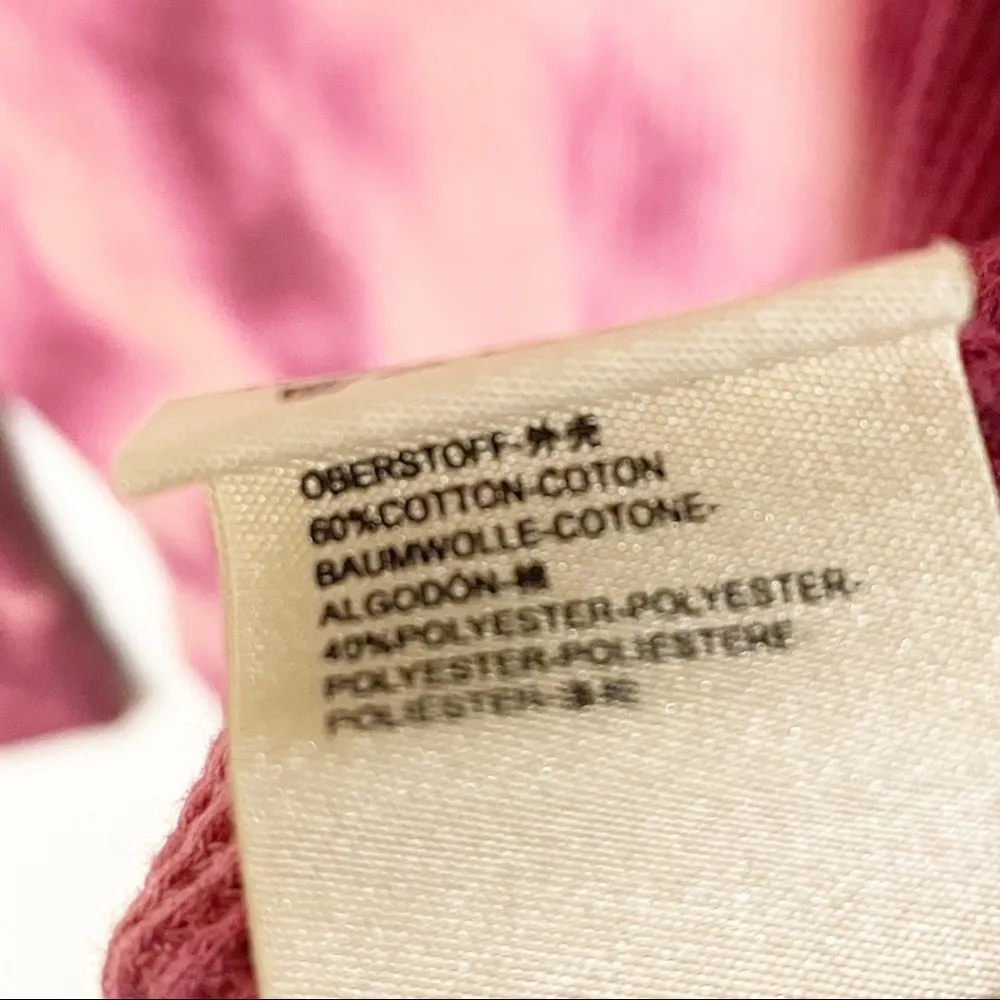 OBERSTOFF-外壳
60%COTTON-COTON
BAUMWOLLE-COTONE-
ALGODÓN-棉
40%POLYESTER-POLYESTER-
POLYESTER-POLIESTERE
POLIÉSTER-涤纶